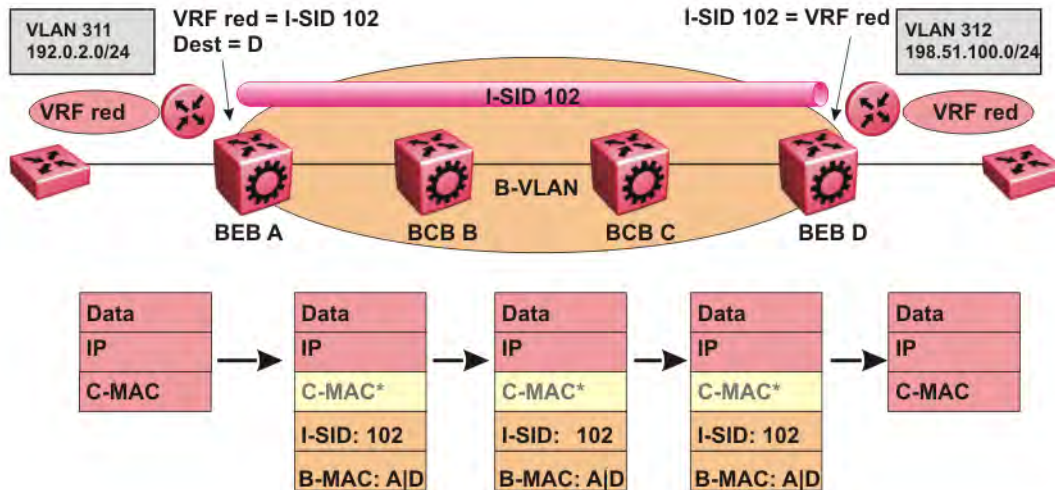 VLAN 311
192.0.2.0/24
VRF red = I-SID 102
Dest = D
I-SID 102 = VRF red
VLAN 312
198.51.100.0/24
I-SID 102
VRF red
VRF red
B-VLAN
BEB A
BCB B
BCB C
BEB D
Data
IP
C-MAC
Data
IP
C-MAC*
I-SID: 102
B-MAC: A|D
Data
IP
C-MAC*
I-SID: 102
B-MAC: A|D
Data
IP
C-MAC*
I-SID: 102
B-MAC: A|D
Data
IP
C-MAC